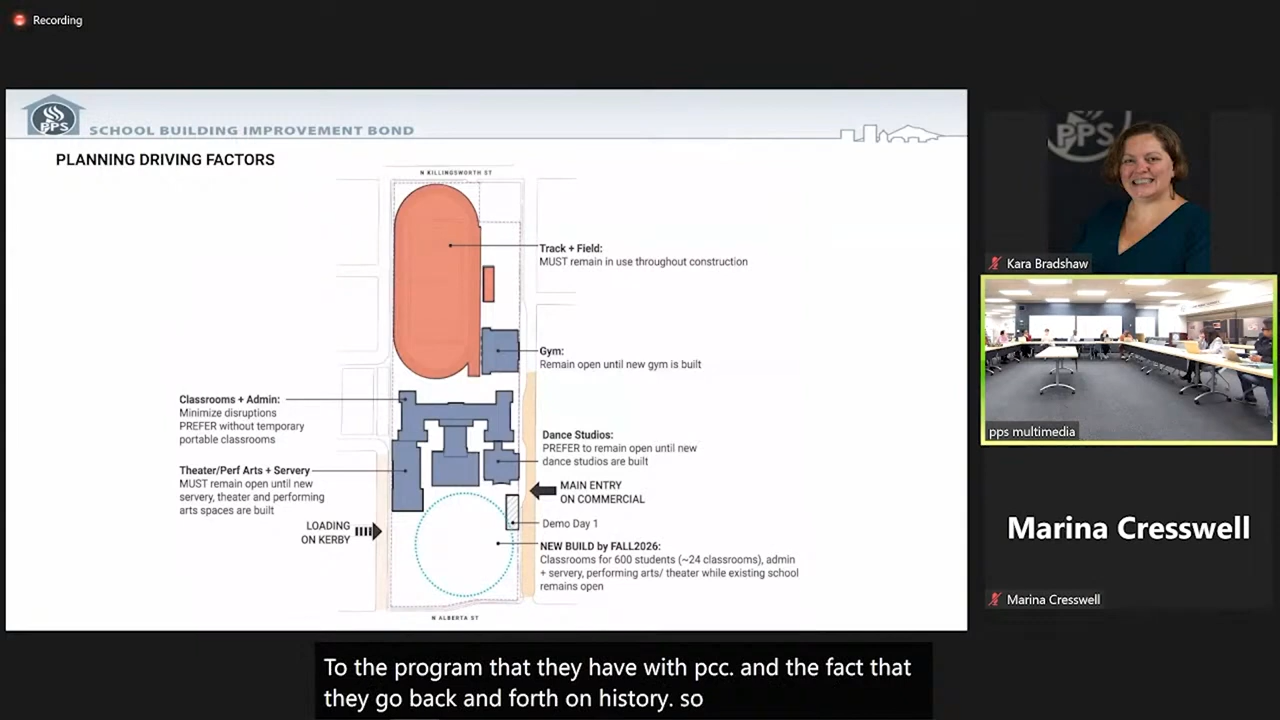 Recording
PPS
SCHOOL BUILDING IMPROVEMENT BOND
PLANNING DRIVING FACTORS
N KILLINGSWORTH ST
Track + Field:
MUST remain in use throughout construction
Gym:
Remain open until new gym is built
Classrooms + Admin:
Minimize disruptions
PREFER without temporary
portable classrooms
Dance Studios:
PREFER to remain open until new
dance studios are built
Theater/Perf Arts + Servery
MUST remain open until new
servery, theater and performing
arts spaces are built
MAIN ENTRY
ON COMMERCIAL
LOADING
ON KERBY
Demo Day 1
NEW BUILD by FALL2026:
Classrooms for 600 students (~24 classrooms), admin
+ servery, performing arts/ theater while existing school
remains open
N ALBERTA ST
PPS
Kara Bradshaw
pps multimedia
Marina Cresswell
Marina Cresswell
To the program that they have with pcc. and the fact that
they go back and forth on history. so